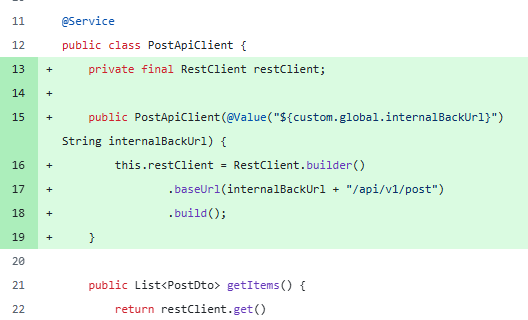 11 @Service
12 public class PostApiClient {
13 + private final RestClient restClient;
14 +
15 + public PostApiClient(@Value("${custom.global.internalBackUrl}")
String internalBackUrl) {
16 + this.restClient = RestClient.builder()
17 + .baseUrl(internalBackUrl + "/api/v1/post")
18 + .build();
19 + }
20
21 public List<PostDto> getItems() {
22 return restClient.get()